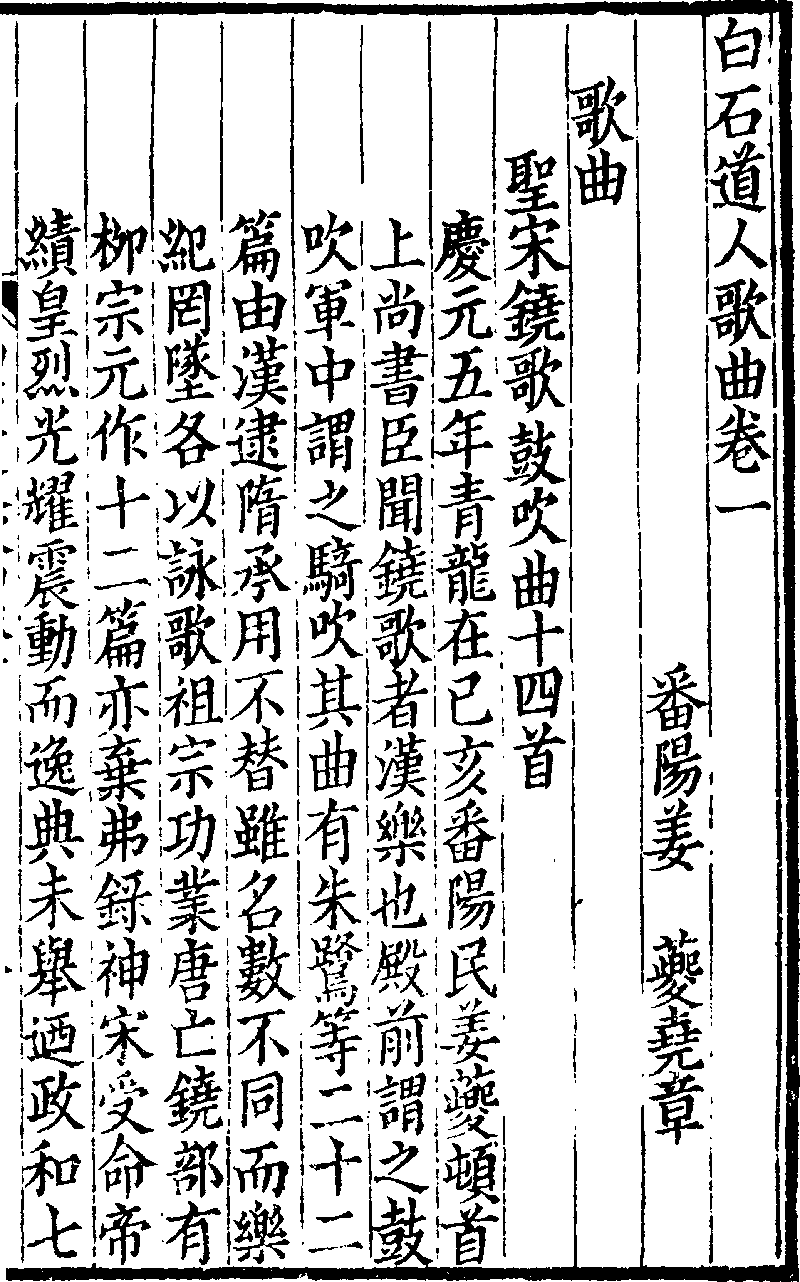 白石道人歌曲卷一
番陽姜　夔堯章
歌曲
聖宋鐃歌鼓吹曲十四首
慶元五年青龍在已亥番陽民姜夔頓首
上尚書臣聞鐃歌者漢樂也殿前謂之鼓
吹軍中謂之騎吹其曲有朱鷺等二十二
篇由漢逮隋承用不替雖名數不同而樂
紀罔墜各以詠歌祖宗功業唐亡鐃部有
柳宗元作十二篇亦棄弗錄神宋受命帝
績皇烈光耀震動而逸典未舉迺政和七